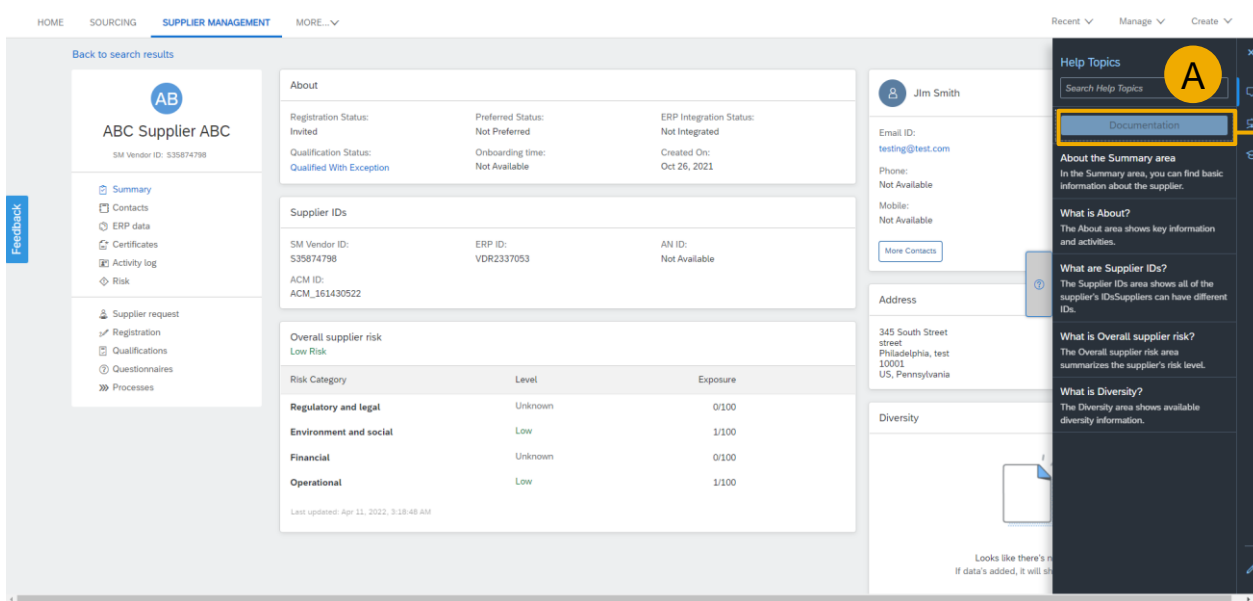 HOME SOURCING SUPPLIER MANAGEMENT MORE...
Recent Manage Create
Back to search results
AB
ABC Supplier ABC
SM Vendor ID: S35874798
Summary
Contacts
ERP data
Certificates
Activity log
Risk
Supplier request
Registration
Qualifications
Questionnaires
Processes
Feedback
About
Registration Status: Preferred Status: ERP Integration Status:
Invited Not Preferred Not Integrated
Qualification Status: Onboarding time: Created On:
Qualified With Exception Not Available Oct 26, 2021
Supplier IDs
SM Vendor ID: ERP ID: AN ID:
S35874798 VDR2337053 Not Available
ACM ID:
ACM_161430522
Overall supplier risk
Low Risk
Risk Category Level Exposure
Regulatory and legal Unknown 0/100
Environment and social Low 1/100
Financial Unknown 0/100
Operational Low 1/100
Last updated: Apr 11, 2022, 3:18:48 AM
JIm Smith
Email ID:
testing@test.com
Phone:
Not Available
Mobile:
Not Available
More Contacts
Address
345 South Street
street
Philadelphia, test
10001
US, Pennsylvania
Diversity
Looks like there's
If data's added, it will
Help Topics
A
Search Help Topics
Documentation
About the Summary area
In the Summary area, you can find basic
information about the supplier.
What is About?
The About area shows key information
and activities.
What are Supplier IDs?
The Supplier IDs area shows all of the
supplier's IDsSuppliers can have different
IDs.
What is Overall supplier risk?
The Overall supplier risk area
summarizes the supplier's risk level.
What is Diversity?
The Diversity area shows available
diversity information.